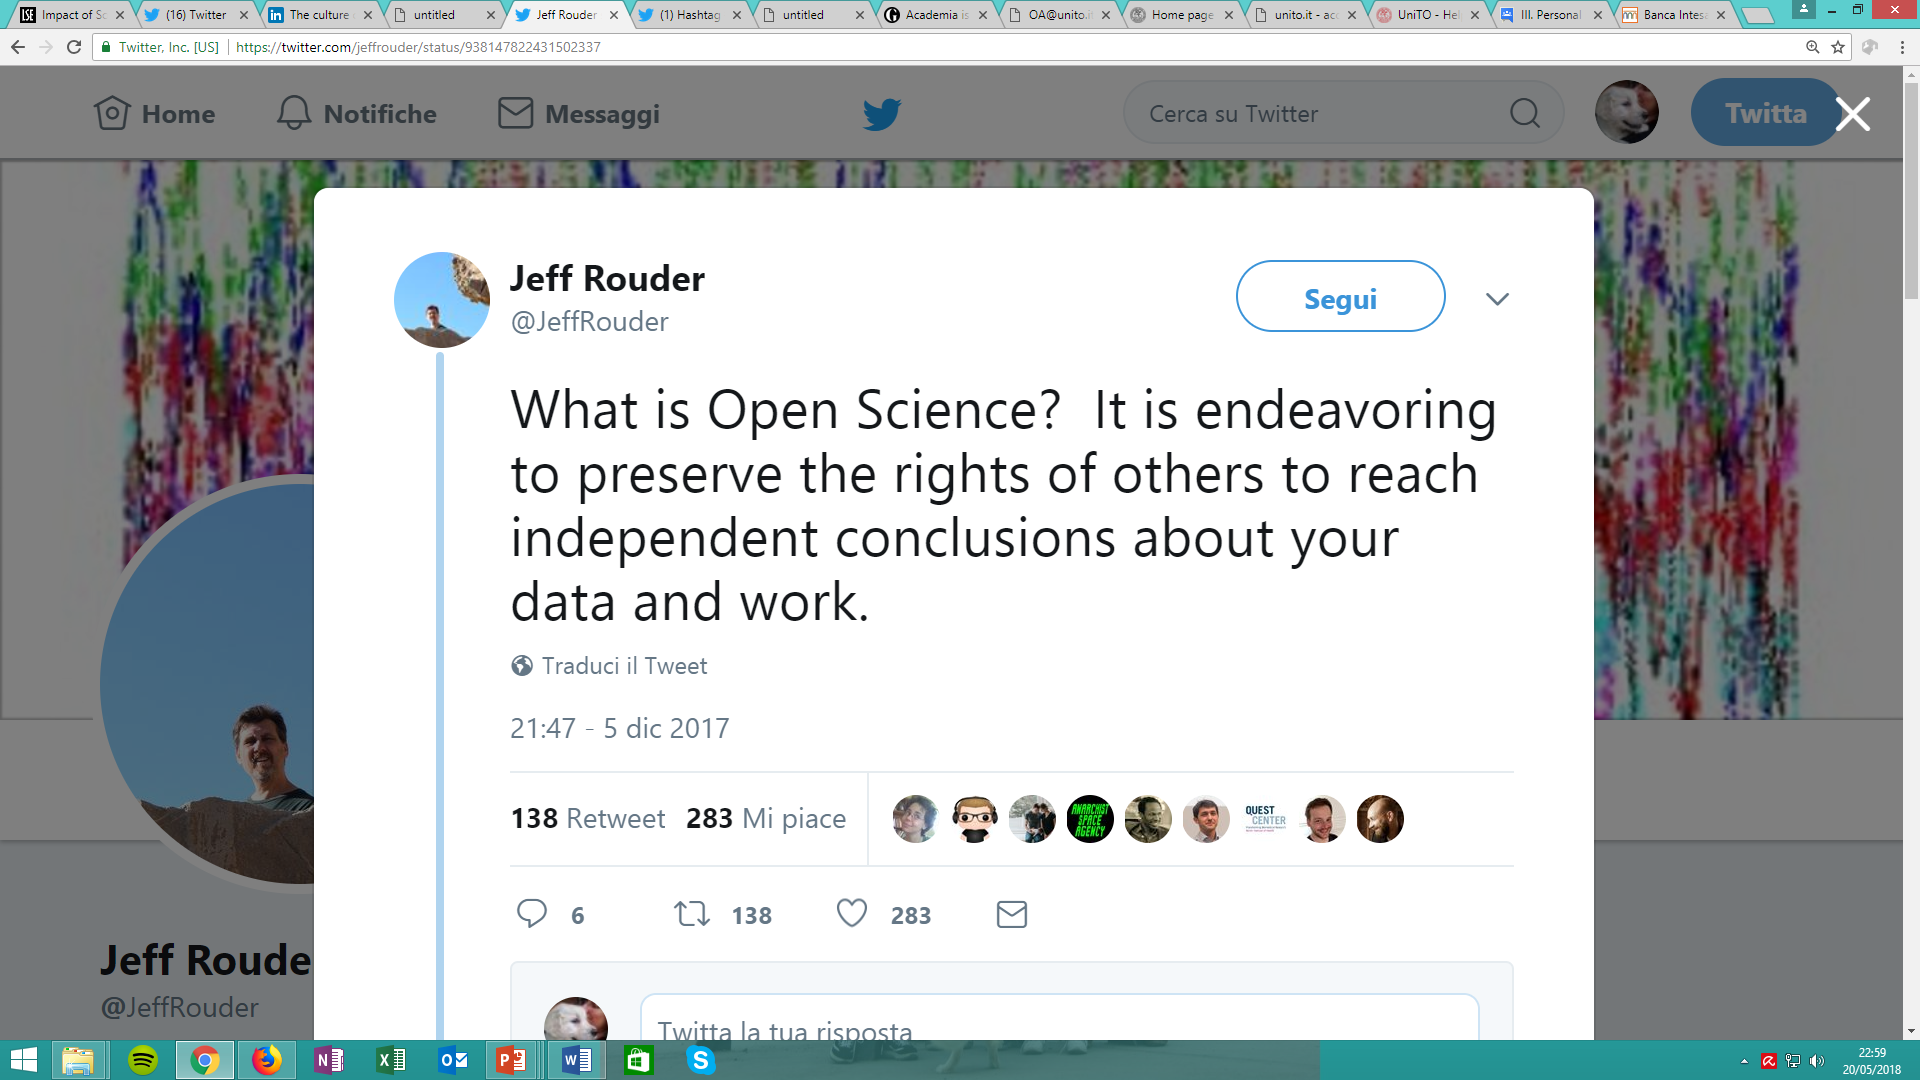 Impact of Sc
(16) Twitter
The culture
untitled
Jeff Rouder
(1) Hashtag
untitled
Academia is
OA@unito.i
Home page
unito.it - acc
UniTO - Hel
III. Personal
Banca Intes
Twitter, Inc. [US]
https://twitter.com/jeffrouder/status/938147822431502337
Home
Notifiche
Messaggi
Cerca su Twitter
Twitta
Jeff Rouder
@JeffRouder
Segui
What is Open Science? It is endeavoring
to preserve the rights of others to reach
independent conclusions about your
data and work.
Traduci il Tweet
21:47 - 5 dic 2017
138 Retweet 283 Mi piace
ANARCHIST
SPACE
AGENCY
QUEST
CENTER
6
138
283
Jeff Roude
@JeffRouder
Twitta la tua risposta
22:59
20/05/2018